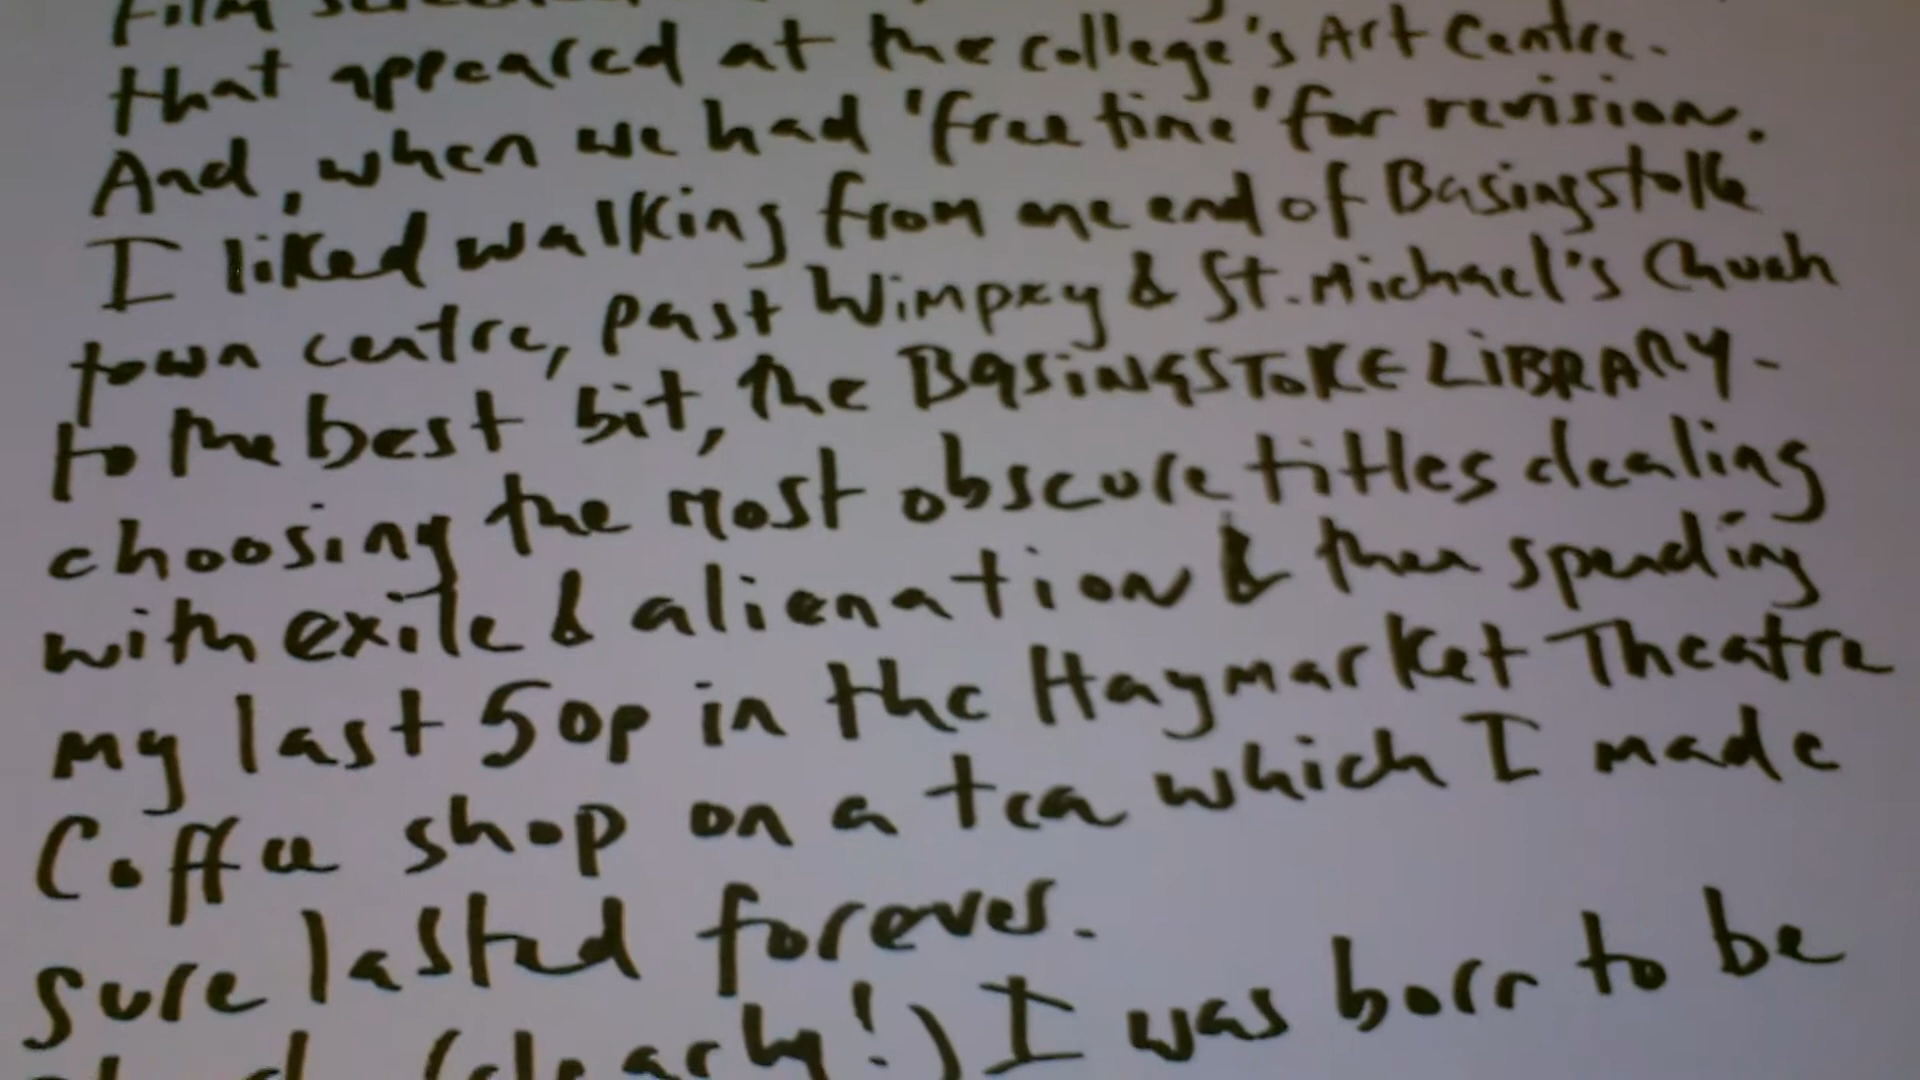 Film
that appeared at the college's Art Centre.
And, when we had 'free time' for revision.
I liked walking from one end of Basingstoke
town centre, past Wimpxy & St. Michael's Church
to the best bit, the BASiNGSTOKE LiBRARY-
choosing the most obscure titles dealing
with exile & alienation & then spending
my last 50p in the Haymarket Theatre
Coffee shop on a tea which I made
sure lasted forever.
(clearly!) I was born to be